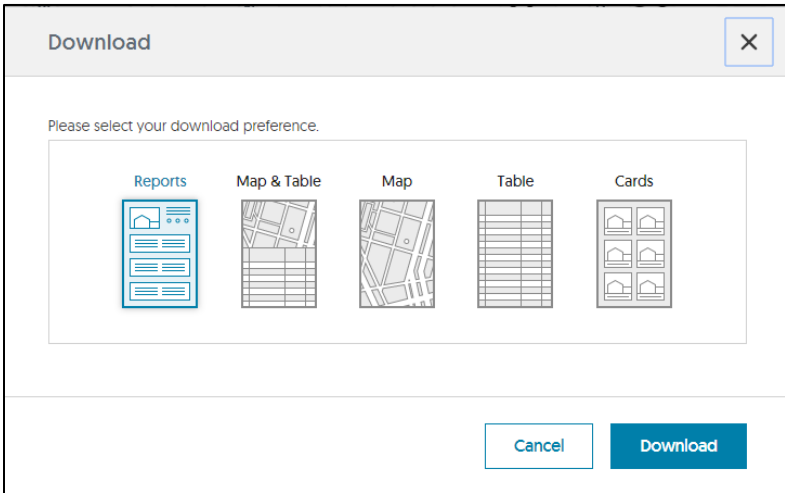 Download
Please select your download preference.
Reports Map & Table Map Table Cards
Cancel Download